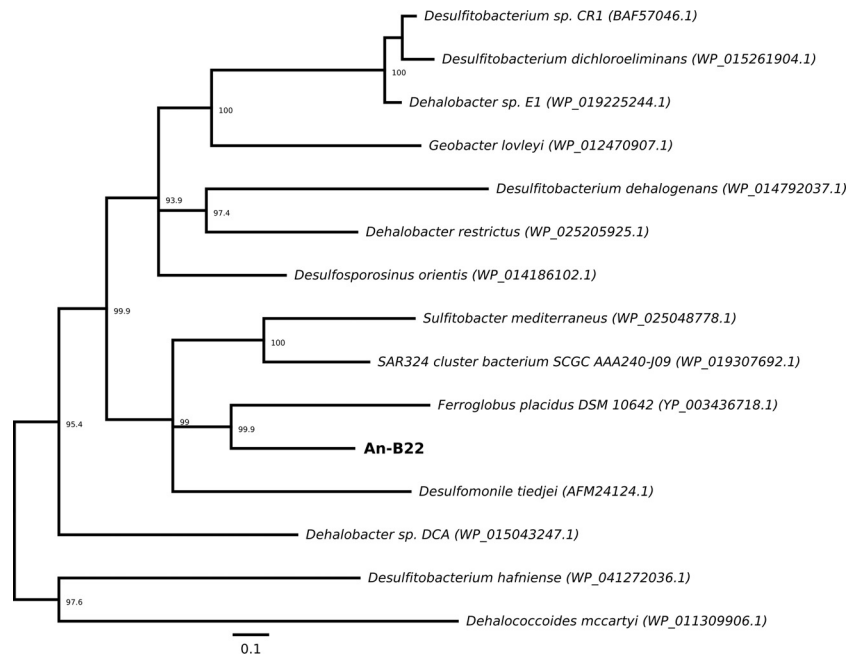 Desulfitobacterium sp. CR1 (BAF57046.1)
Desulfitobacterium dichloroeliminans (WP_015261904.1)
100
Dehalobacter sp. E1 (WP_019225244.1)
100
Geobacter lovleyi (WP_012470907.1)
Desulfitobacterium dehalogenans (WP_014792037.1)
93.9
97.4
Dehalobacter restrictus (WP_025205925.1)
Desulfosporosinus orientis (WP_014186102.1)
99.9
Sulfitobacter mediterraneus (WP_025048778.1)
100
SAR324 cluster bacterium SCGC AAA240-J09 (WP_019307692.1)
Ferroglobus placidus DSM 10642 (YP_003436718.1)
99
95.4
99.9
An-B22
Desulfomonile tiedjei (AFM24124.1)
Dehalobacter sp. DCA (WP_015043247.1)
Desulfitobacterium hafniense (WP_041272036.1)
97.6
Dehalococcoides mccartyi (WP_011309906.1)
0.1